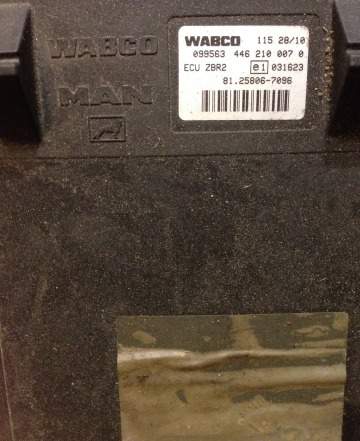 WABCO
MAN
WABCO 115 28/10
099563 446 210 007 0
ECU ZBR2 e1 031623
81.25806-7096